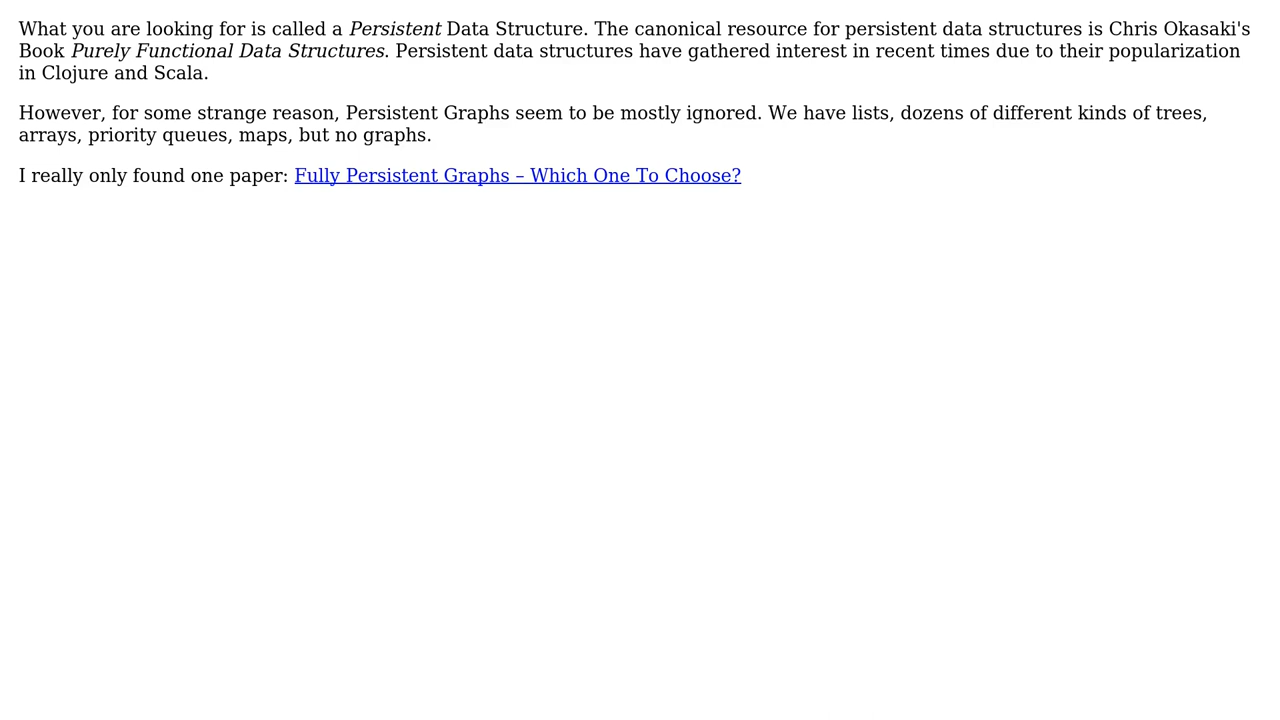 What you are looking for is called a Persistent Data Structure. The canonical resource for persistent data structures is Chris Okasaki's
Book Purely Functional Data Structures. Persistent data structures have gathered interest in recent times due to their popularization
in Clojure and Scala.
However, for some strange reason, Persistent Graphs seem to be mostly ignored. We have lists, dozens of different kinds of trees,
arrays, priority queues, maps, but no graphs.
I really only found one paper: Fully Persistent Graphs – Which One To Choose?